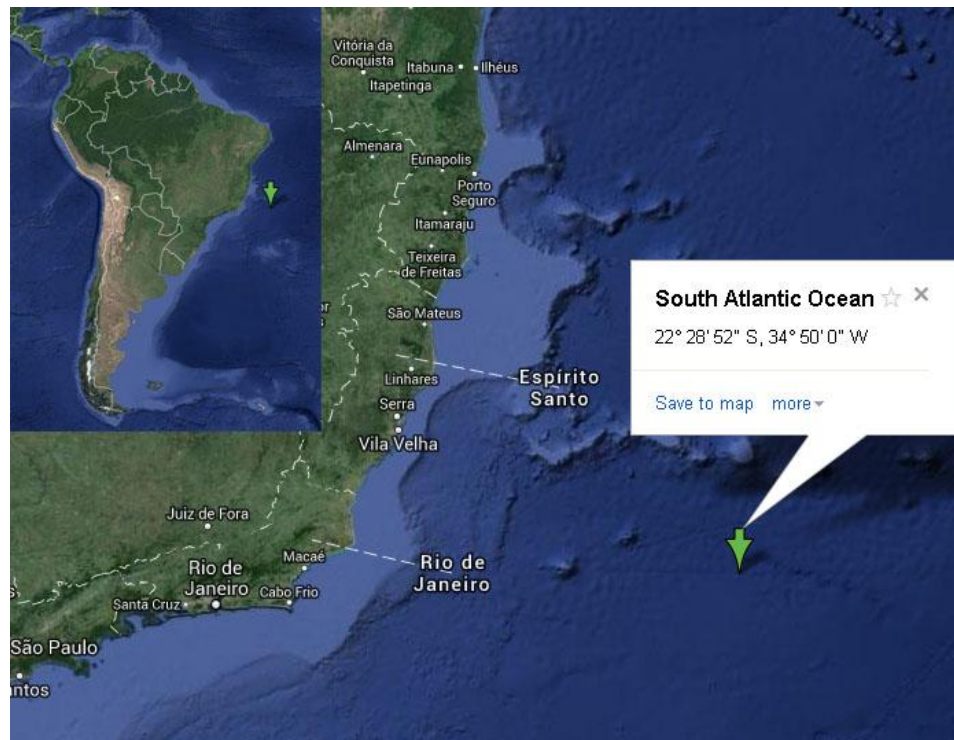 Vitória da
Conquista
Itabuna
Ilhéus
Itapetinga
Almenara
Eunápolis
Porto
Seguro
Itamaraju
Teixeira
de Freitas
São Mateus
Linhares
Espírito
Santo
Serra
Vila Velha
South Atlantic Ocean
22° 28' 52" S, 34° 50' 0" W
Save to map more
Juiz de Fora
Macaé
Rio de
Janeiro
Cabo Frio
Santa Cruz
Rio de
Janeiro
São Paulo
ntos